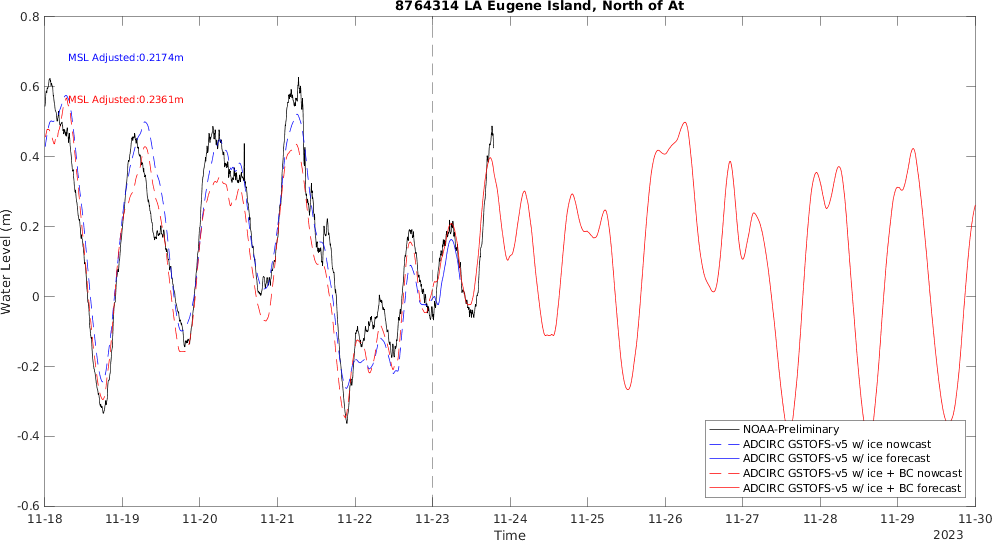 8764314 LA Eugene Island, North of At
MSL Adjusted:0.2174m
MSL Adjusted:0.2361m
Water Level (m)
0.8
0.6
0.4
0.2
0
-0.2
-0.4
-0.6
NOAA-Preliminary
ADCIRC GSTOFS-v5 w/ ice nowcast
ADCIRC GSTOFS-v5 w/ ice forecast
ADCIRC GSTOFS-v5 w/ ice + BC nowcast
ADCIRC GSTOFS-v5 w/ ice + BC forecast
11-18 11-19 11-20 11-21 11-22 11-23 11-24 11-25 11-26 11-27 11-28 11-29 11-30
Time
2023